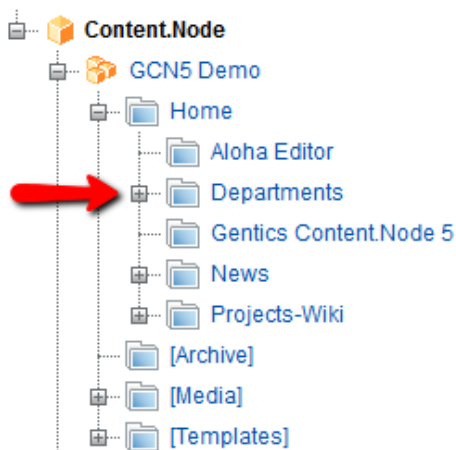 Content.Node
GCN5 Demo
Home
Aloha Editor
Departments
Gentics Content.Node 5
News
Projects-Wiki
[Archive]
[Media]
[Templates]